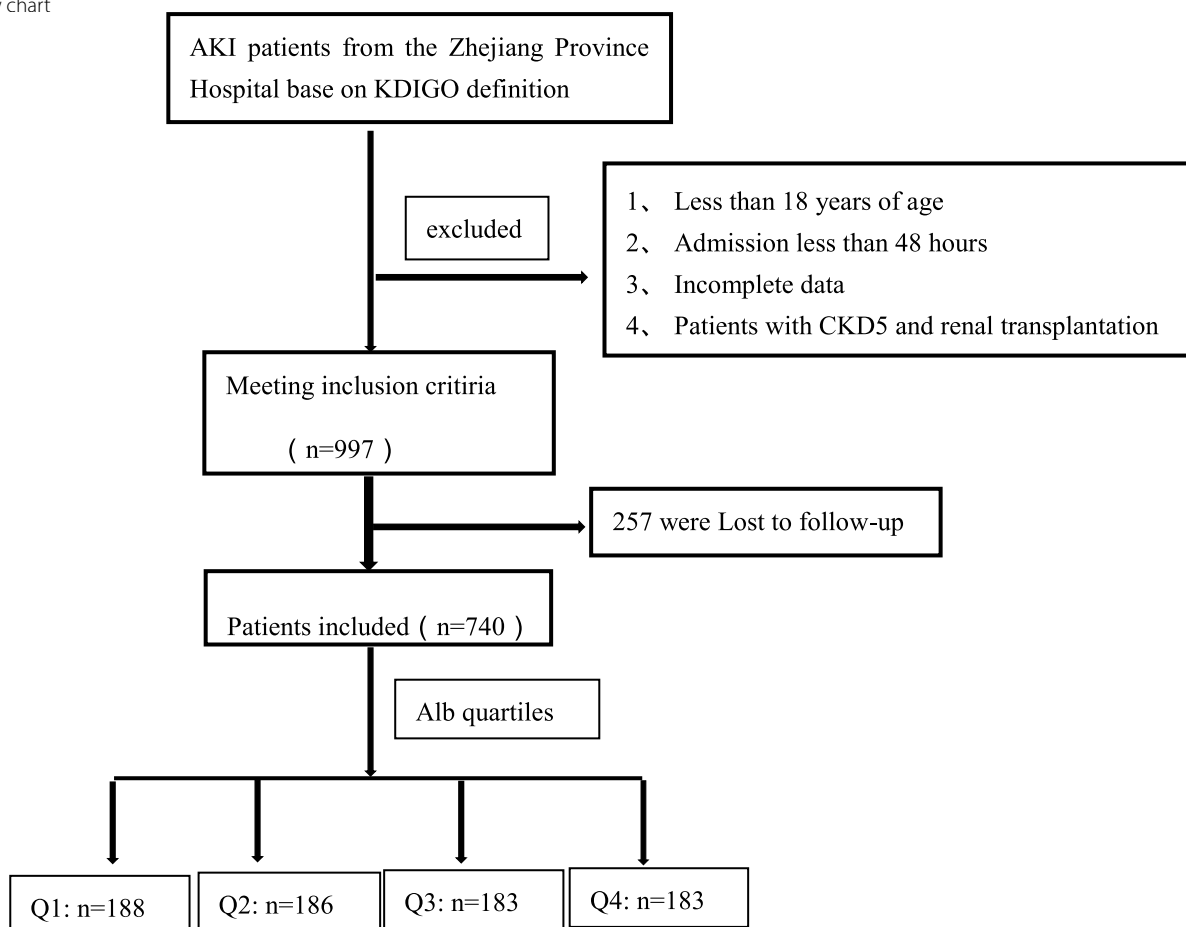 chart
AKI patients from the Zhejiang Province
Hospital base on KDIGO definition
excluded
1、 Less than 18 years of age
2、 Admission less than 48 hours
3、 Incomplete data
4、 Patients with CKD5 and renal transplantation
Meeting inclusion critiria
( n=997 )
257 were Lost to follow-up
Patients included ( n=740 )
Alb quartiles
Q1: n=188
Q2: n=186
Q3: n=183
Q4: n=183